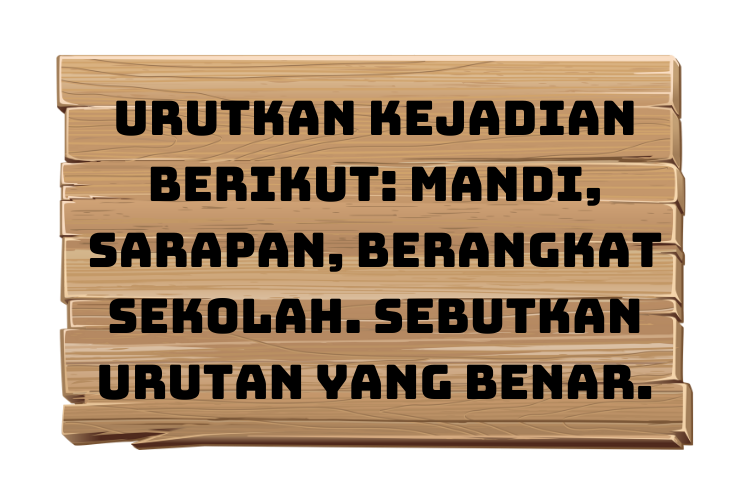 URUTKAN KEJADIAN
BERIKUT: MANDI,
SARAPAN, BERANGKAT
SEKOLAH. SEBUTKAN
URUTAN YANG BENAR.